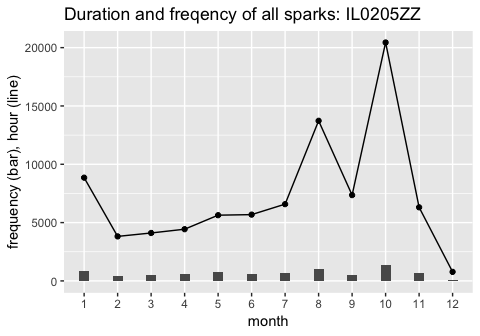 Duration and freqency of all sparks: IL0205ZZ
20000
15000
10000
5000
0
frequency (bar), hour (line)
1 2 3 4 5 6 7 8 9 10 11 12
month